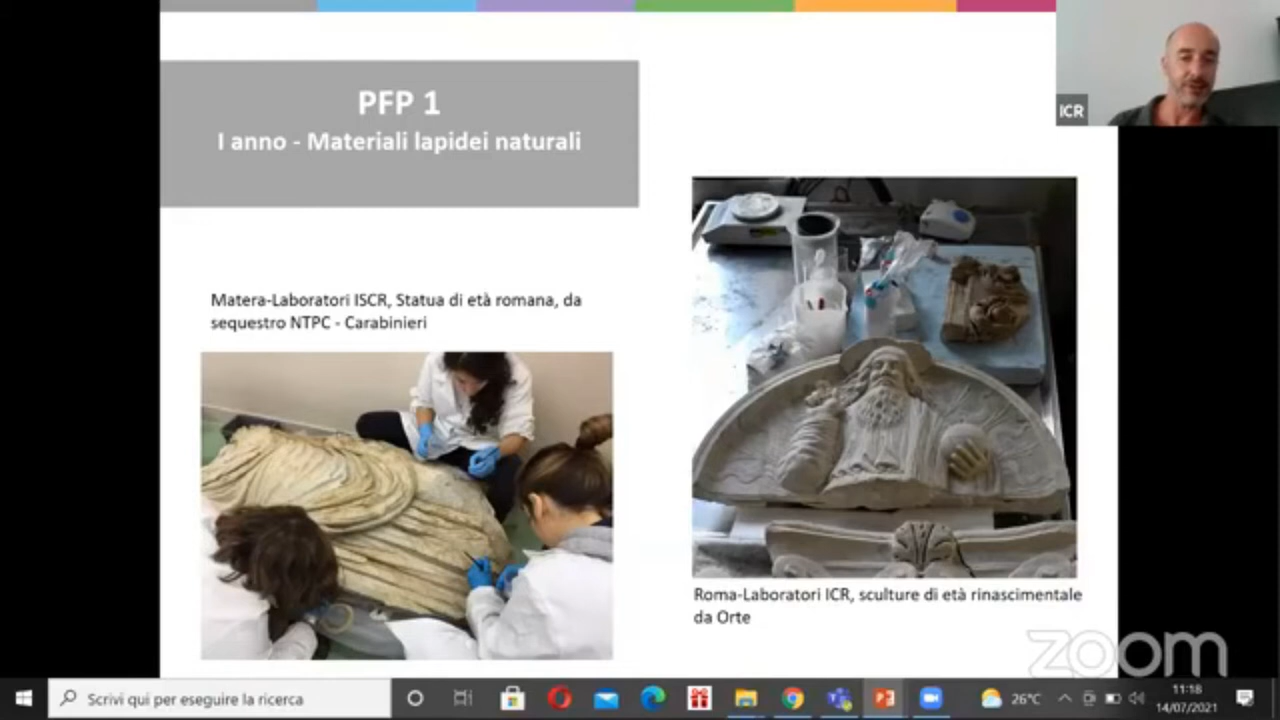 PFP 1
I anno - Materiali lapidei naturali
ICR
Matera-Laboratori ISCR, Statua di età romana, da
sequestro NTPC - Carabinieri
Roma-Laboratori ICR, sculture di età rinascimentale
da Orte
zoom
Scrivi qui per eseguire la ricerca
26°C
11:18
14/07/2021